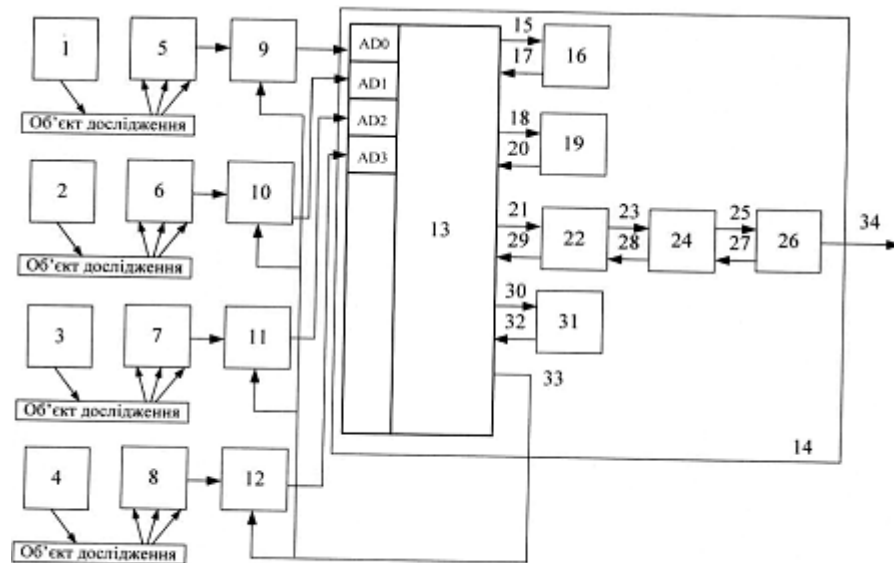 1 5 9 AD0 15 16
17
AD1
Об’єкт дослідження
AD2 18 19
20
AD3
2 6 10
13 21 22 23 24 25 26 34
29 28 27
Об’єкт дослідження
30 31
32
3 7 11
33
Об’єкт дослідження
14
4 8 12
Об’єкт дослідження